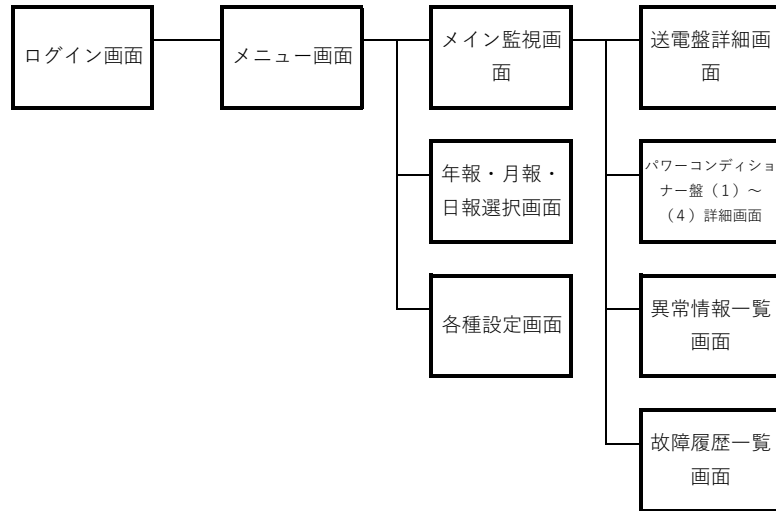 ログイン画面
メニュー画面
メイン監視画
面
送電盤詳細画
面
年報・月報・
日報選択画面
パワーコンディショ
ナー盤（１）～
（４）詳細画面
各種設定画面
異常情報一覧
画面
故障履歴一覧
画面